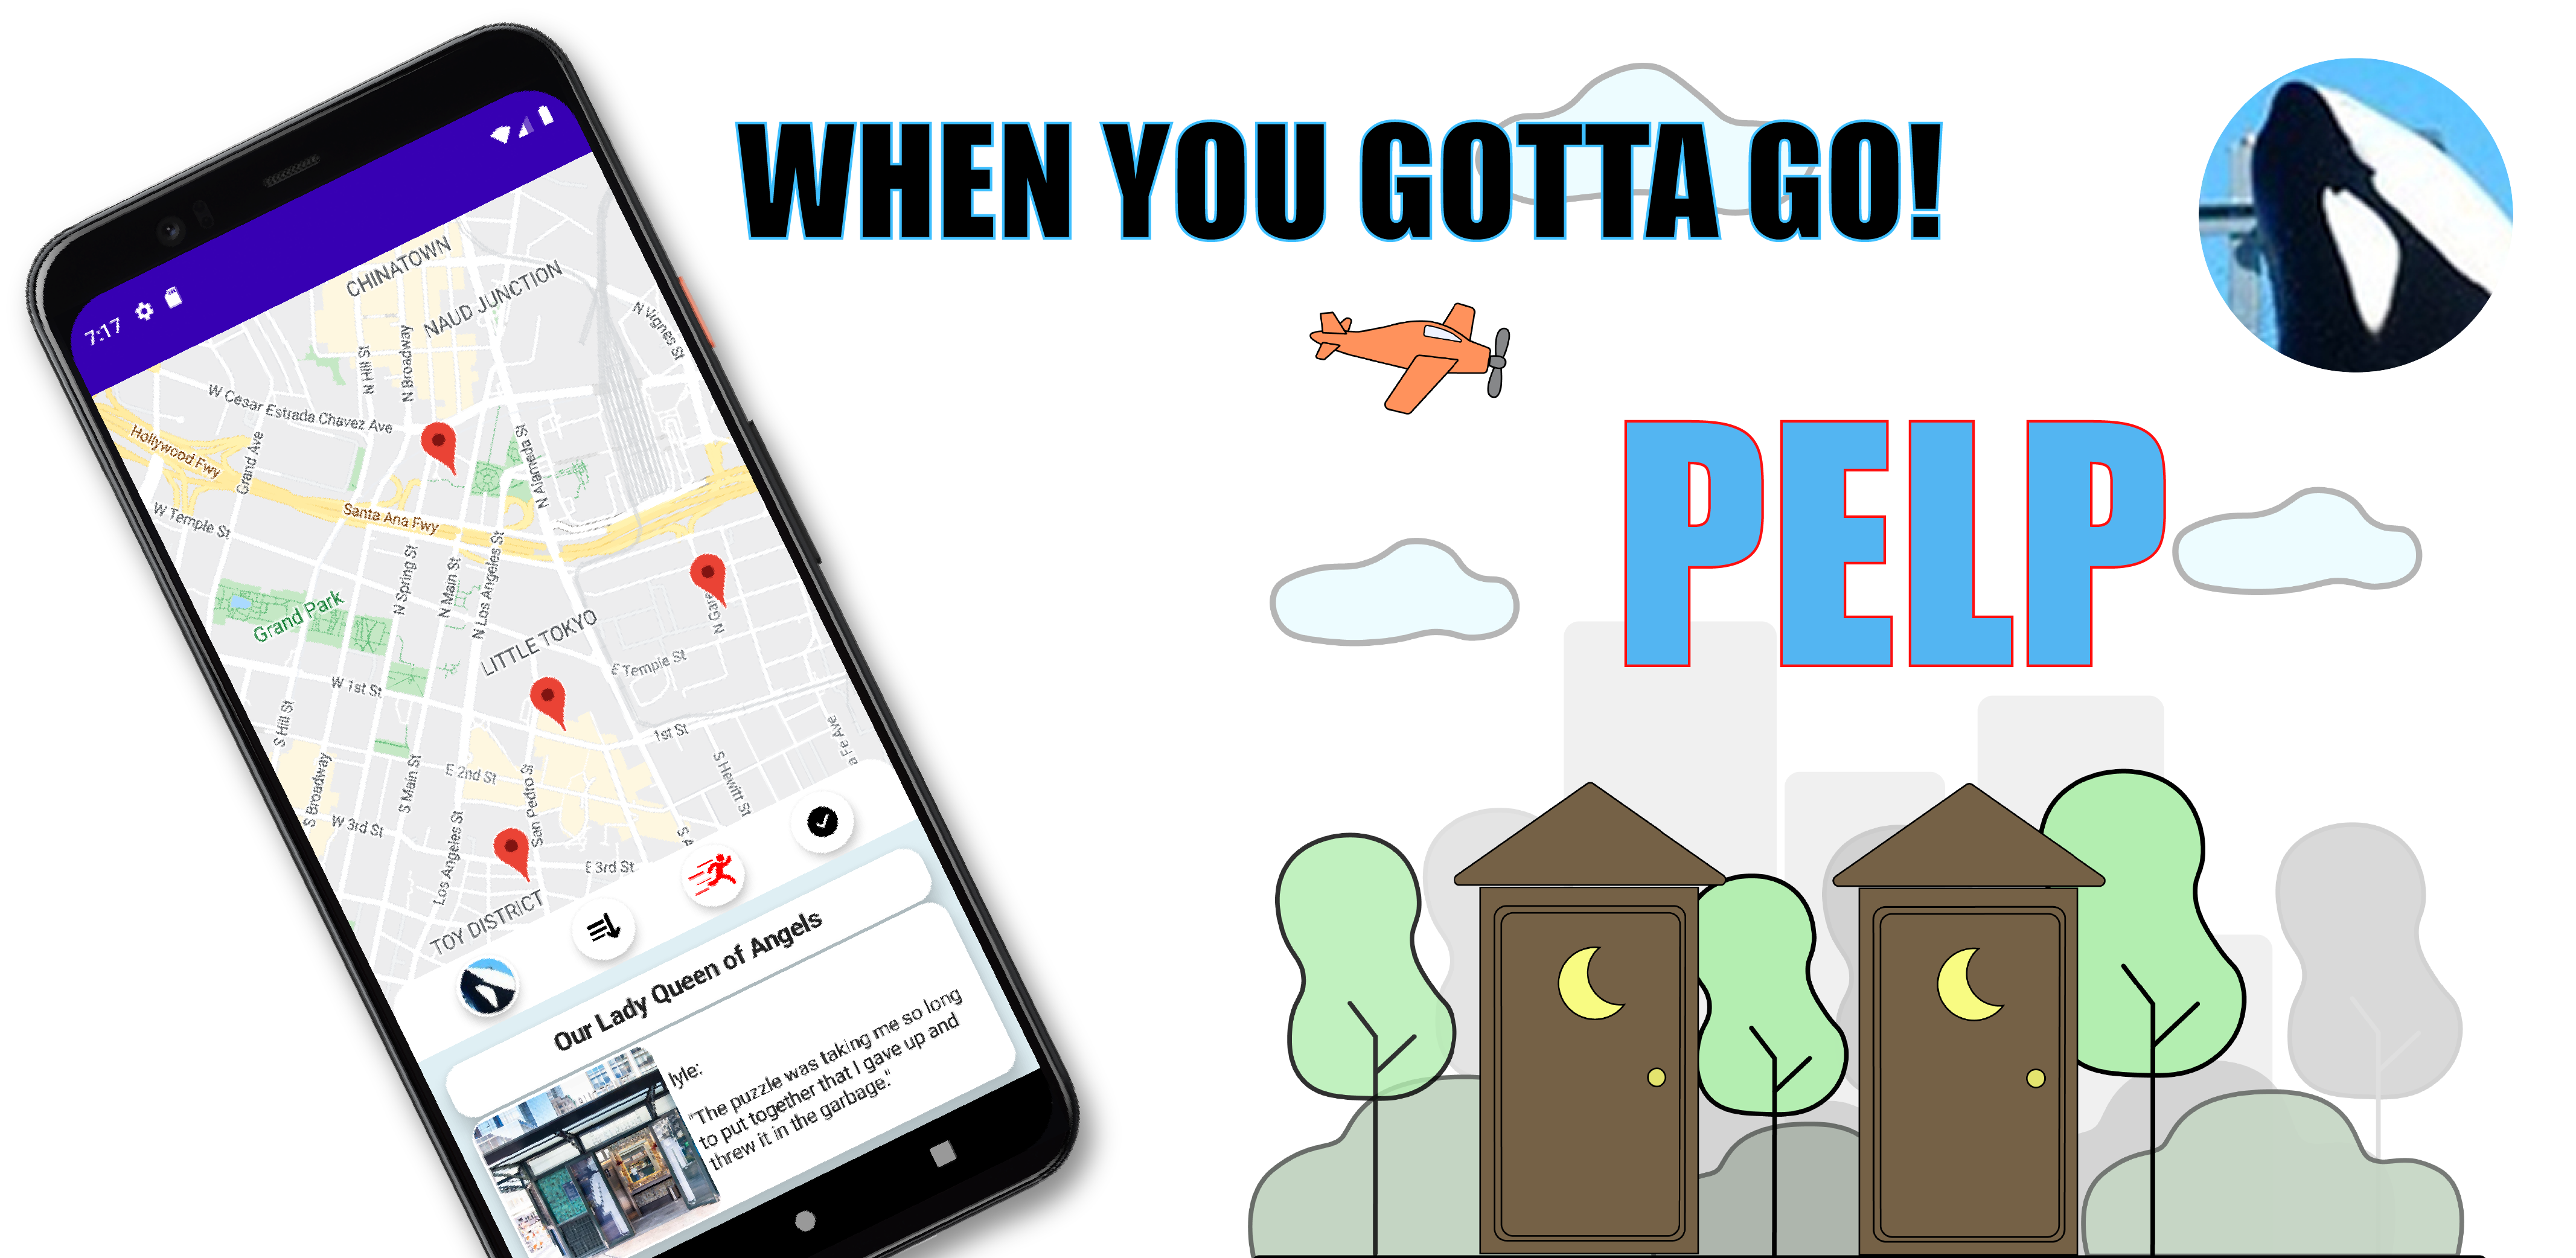 WHEN YOU GOTTA GO!
PELP
7:17
CHINATOWN
NAUD JUNCTION
N Vignes St
N Hill St
N Broadway
W Cesar Estrada Chavez Ave
Hollywood Fwy
Grand Ave
N Alameda St
W Temple St
Santa Ana Fwy
N Spring St
N Main St
N Los Angeles St
Grand Park
LITTLE TOKYO
N Gare
E Temple St
W 1st St
1st St
S Hill St
S Broadway
S Main St
E 2nd St
San Pedro St
S Hewitt St
a Fe Ave
W 3rd St
Los Angeles St
E 3rd St
S A
TOY DISTRICT
Our Lady Queen of Angels
lyle:
"The puzzle was taking me so long
to put together that I gave up and
threw it in the garbage."